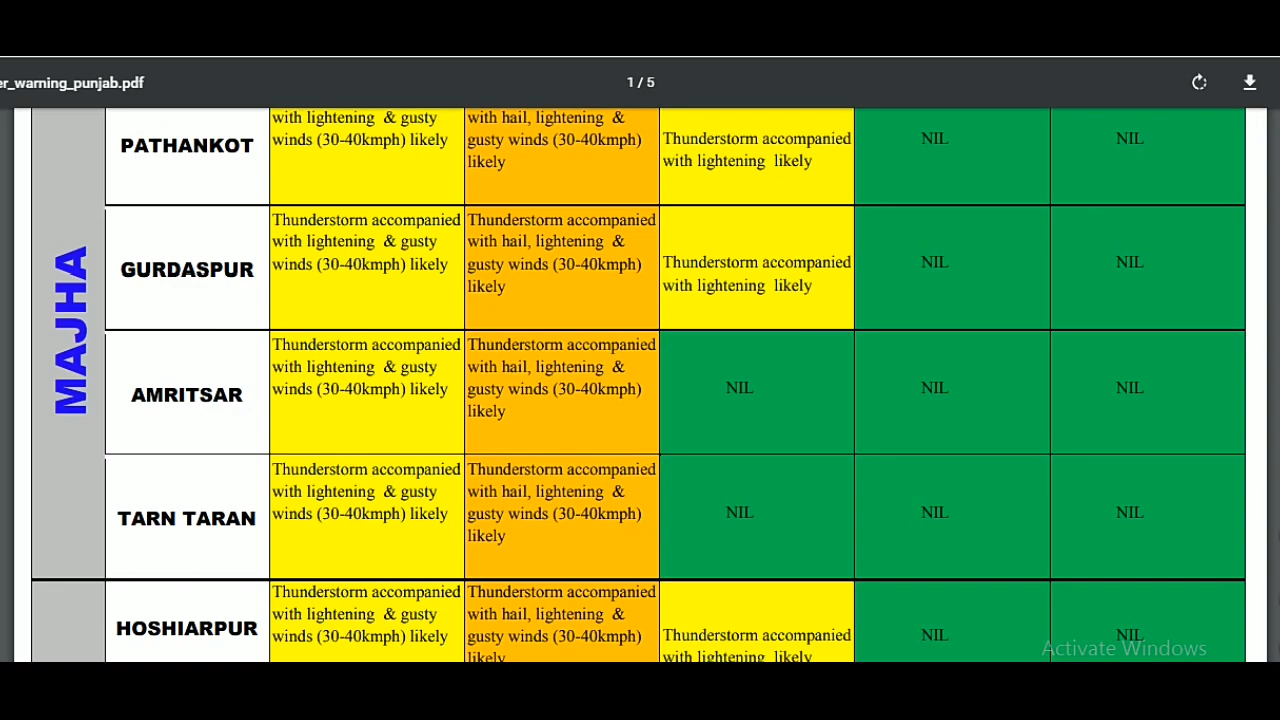 er_warning_punjab.pdf
1 / 5
MAJHA
PATHANKOT
with lightening & gusty
winds (30-40kmph) likely
with hail, lightening &
gusty winds (30-40kmph)
likely
Thunderstorm accompanied
with lightening likely
NIL
NIL
GURDASPUR
Thunderstorm accompanied
with lightening & gusty
winds (30-40kmph) likely
Thunderstorm accompanied
with hail, lightening &
gusty winds (30-40kmph)
likely
Thunderstorm accompanied
with lightening likely
NIL
NIL
AMRITSAR
Thunderstorm accompanied
with lightening & gusty
winds (30-40kmph) likely
Thunderstorm accompanied
with hail, lightening &
gusty winds (30-40kmph)
likely
NIL
NIL
NIL
TARN TARAN
Thunderstorm accompanied
with lightening & gusty
winds (30-40kmph) likely
Thunderstorm accompanied
with hail, lightening &
gusty winds (30-40kmph)
likely
NIL
NIL
NIL
HOSHIARPUR
Thunderstorm accompanied
with lightening & gusty
winds (30-40kmph) likely
Thunderstorm accompanied
with hail, lightening &
gusty winds (30-40kmph)
likely
Thunderstorm accompanied
with lightening likely
NIL
NIL
Activate Windows